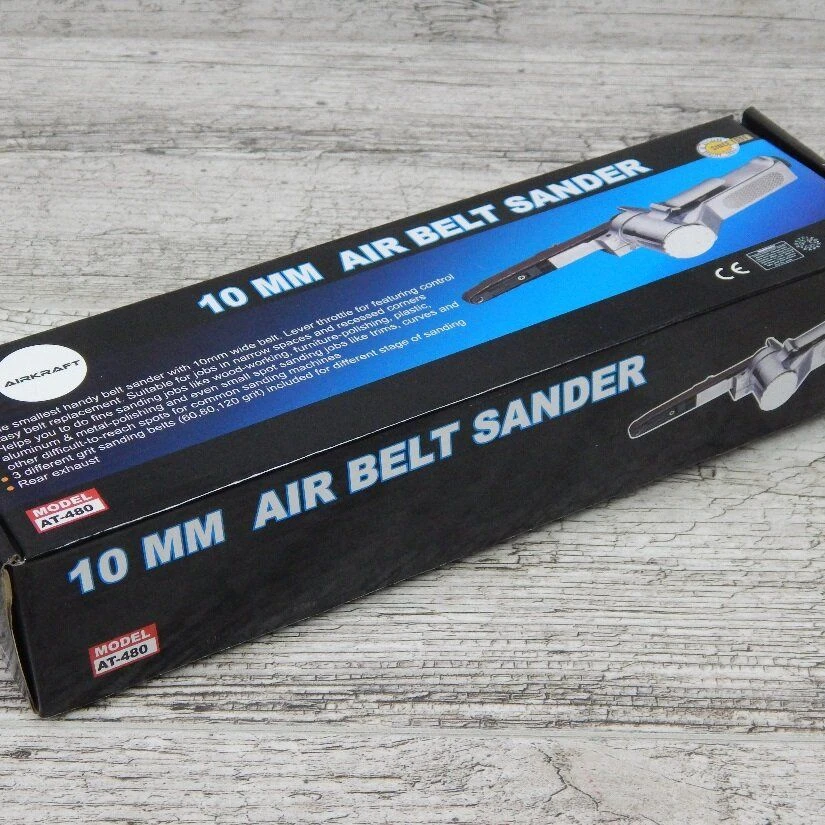 10 MM AIR BELT SANDER
AIRKRAFT
smallest handy belt sander with 10mm wide belt. Lever throttle for featuring control
easy belt replacement. Suitable for jobs in narrow spaces and recessed corners
Helps you to do fine sanding jobs like wood-working, furniture-polishing, plastic,
aluminum & metal-polishing and even small spot sanding jobs like trims, curves and
other difficult-to-reach spots for common sanding machines
• 3 different grit sanding belts (60,80,120 grit) included for different stage of sanding
• Rear exhaust
CE
MODEL
AT-480
10 MM AIR BELT SANDER
MODEL
AT-480